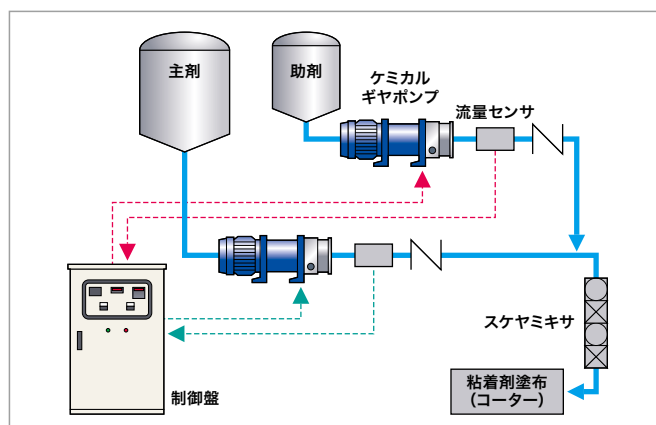 主剤
助剤
ケミカル
ギヤポンプ
流量センサ
スケヤミキサ
制御盤
粘着剤塗布
(コーター)